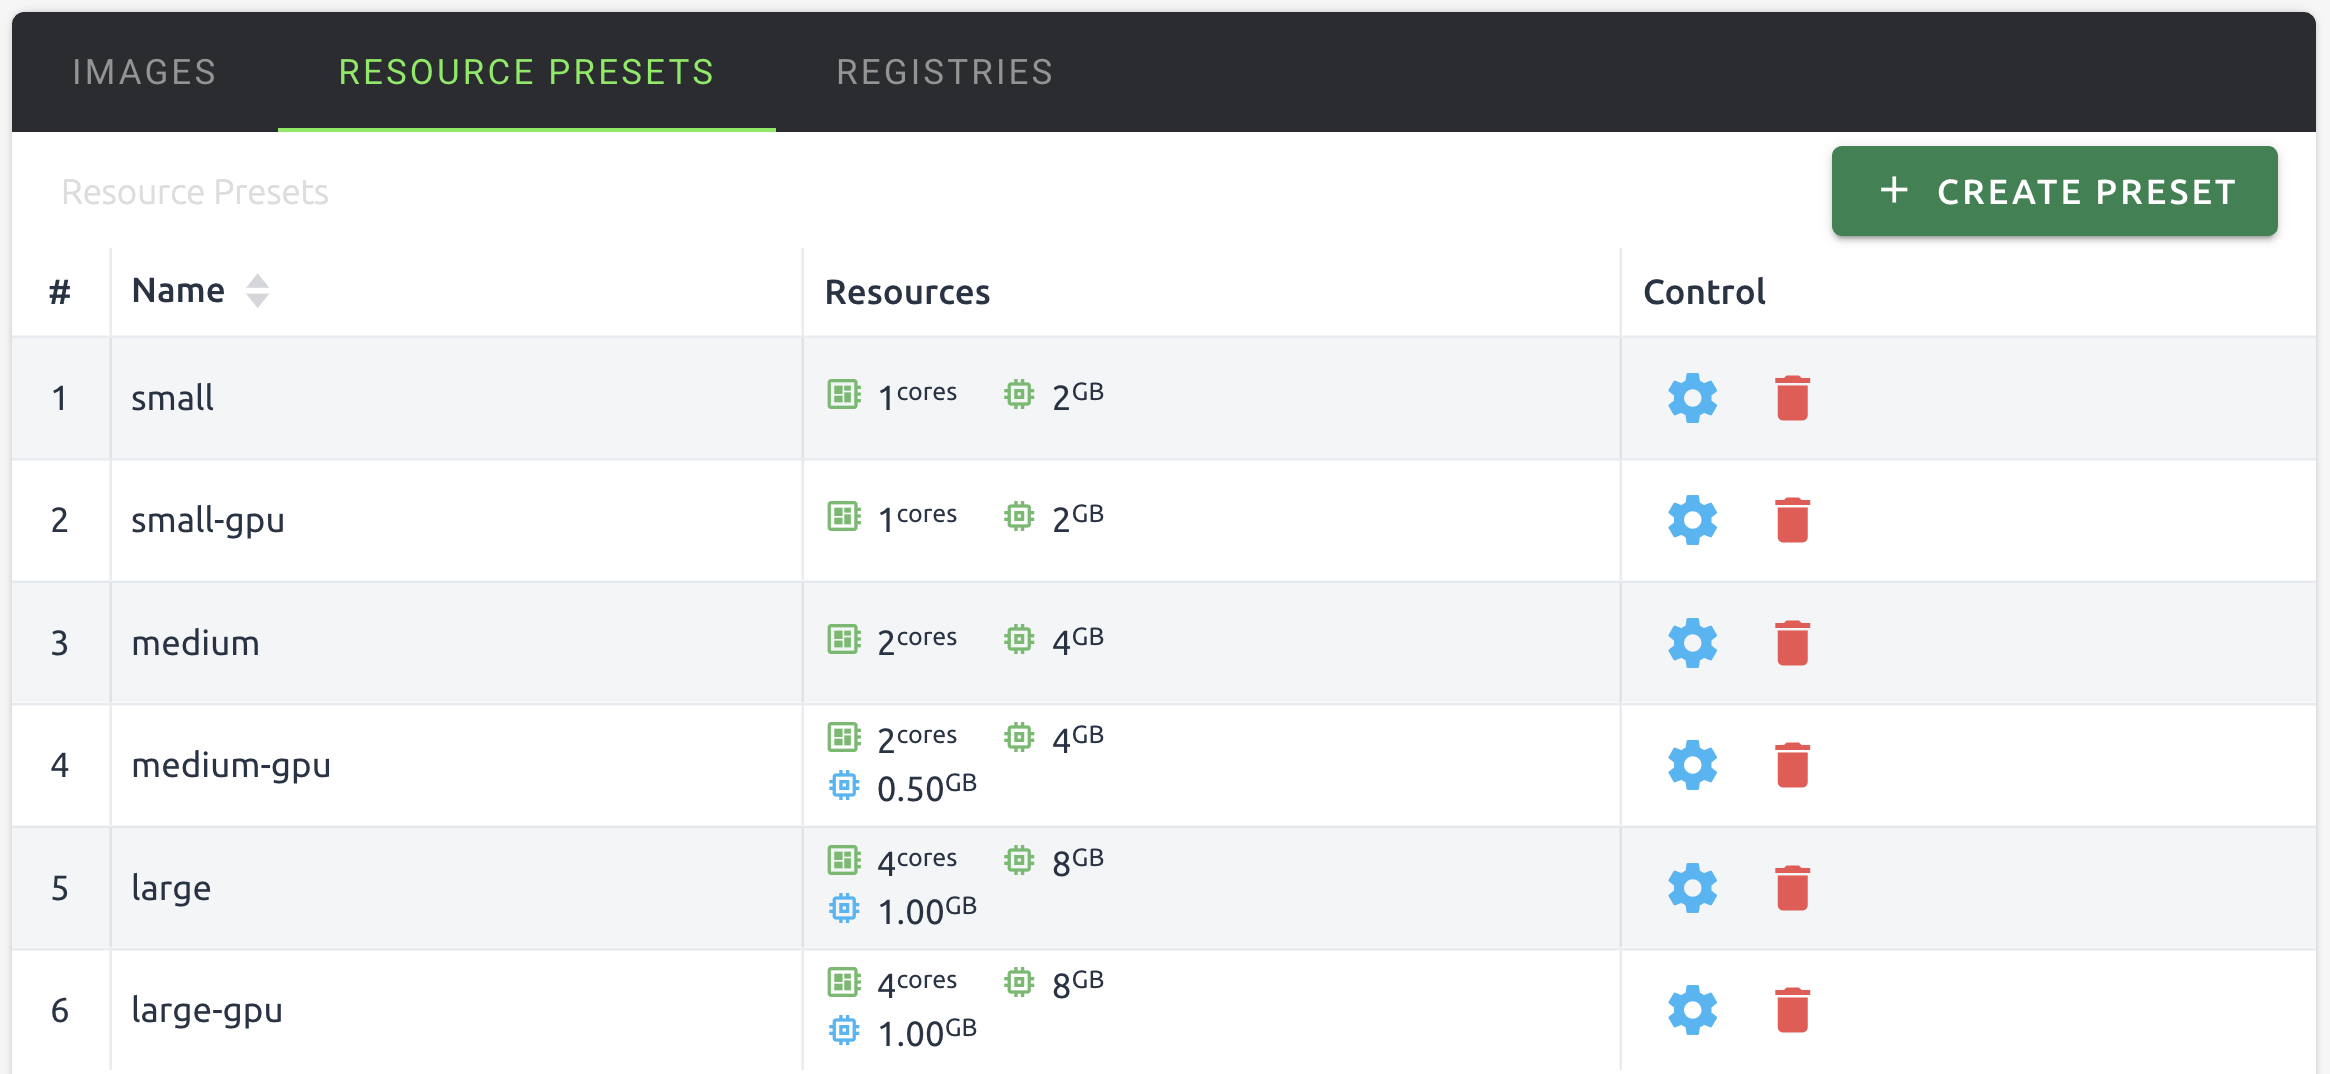 IMAGES RESOURCE PRESETS REGISTRIES
Resource Presets + CREATE PRESET
# Name Resources Control
1 small 1cores 2GB
2 small-gpu 1cores 2GB
3 medium 2cores 4GB
4 medium-gpu 2cores 4GB
0.50GB
5 large 4cores 8GB
1.00GB
6 large-gpu 4cores 8GB
1.00GB